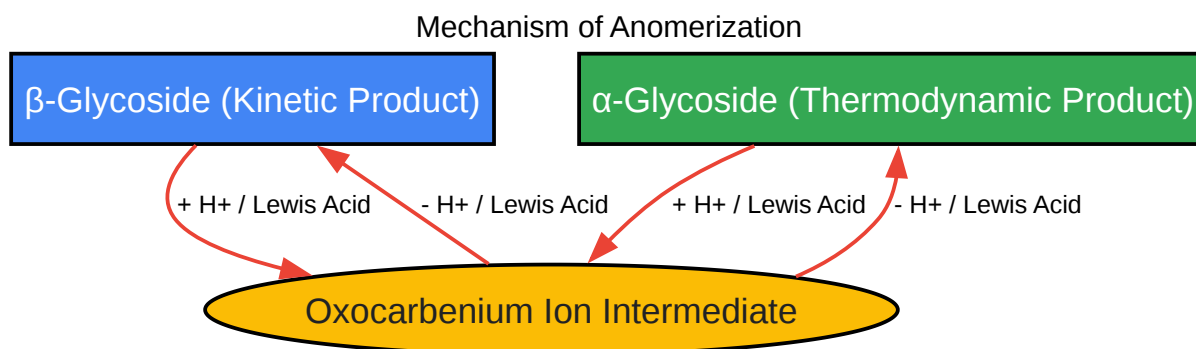 Mechanism of Anomerization
β-Glycoside (Kinetic Product)
α-Glycoside (Thermodynamic Product)
+ H+ / Lewis Acid
- H+ / Lewis Acid
+ H+ / Lewis Acid
- H+ / Lewis Acid
Oxocarbenium Ion Intermediate